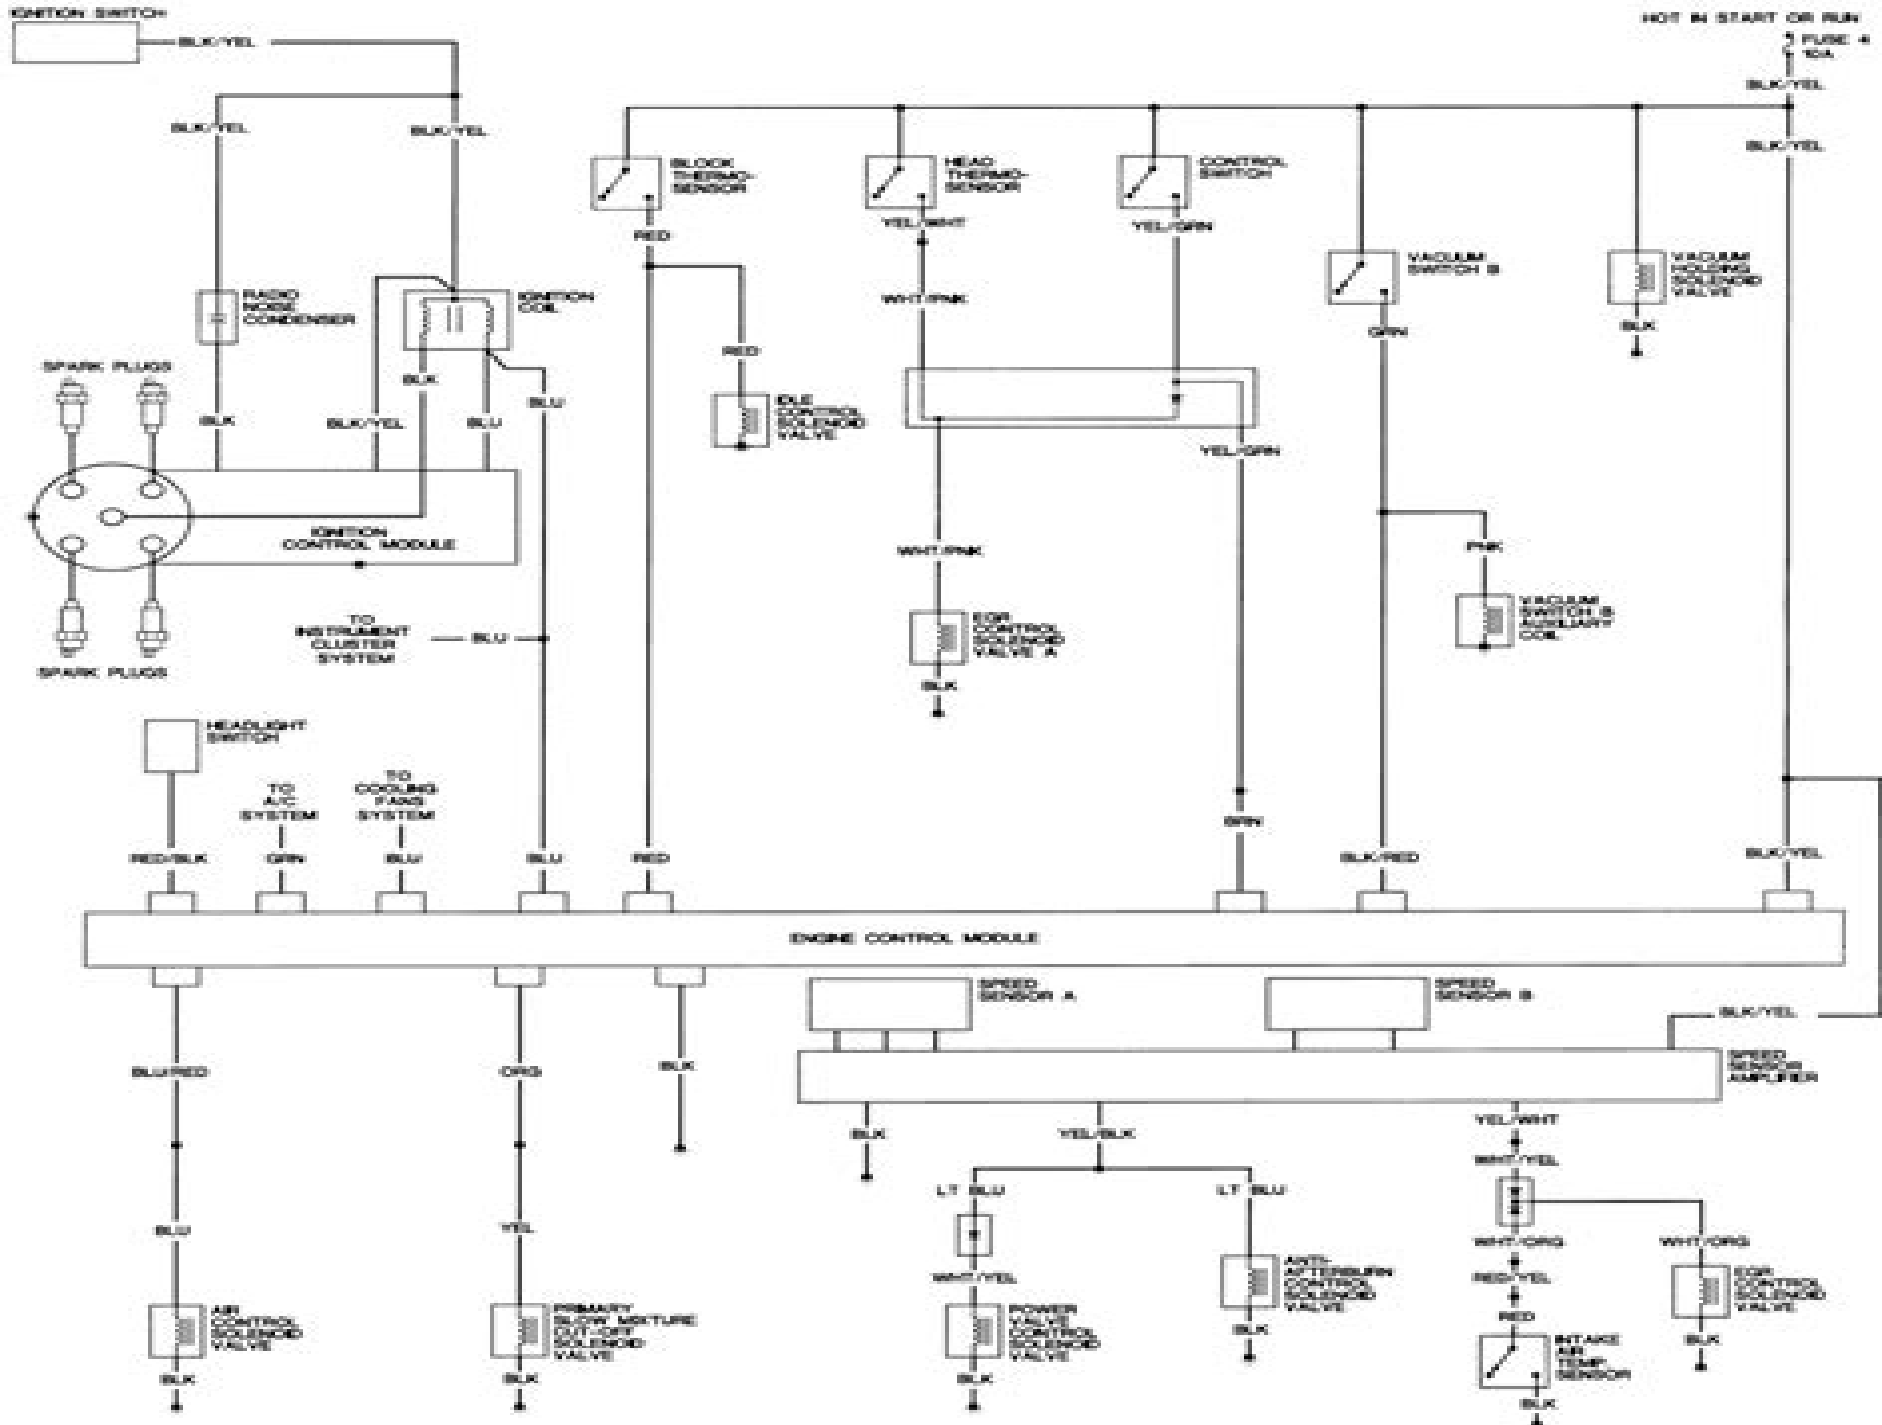 IGNITION SWITCH
BLK/YEL
HOT IN START OR RUN
FUSE 4
10A
BLK/YEL
BLK/YEL
BLK/YEL
BLK/YEL
BLOCK
THERMO-
SENSOR
HEAD
THERMO-
SENSOR
CONTROL
SWITCH
RED
YEL/WHT
YEL/GRN
VACUUM
SWITCH B
VACUUM
HOLDING
SOLENOID
VALVE
RADIO
NOISE
CONDENSER
IGNITION
COIL
WHT/PNK
GRN
BLK
RED
SPARK PLUGS
BLK
BLU
BLK
BLK/YEL
BLU
IDLE
CONTROL
SOLENOID
VALVE
YEL/GRN
IGNITION
CONTROL MODULE
WHT/PNK
PNK
TO
INSTRUMENT
CLUSTER
SYSTEM
BLU
EGR
CONTROL
SOLENOID
VALVE A
VACUUM
SWITCH B
AUXILIARY
COIL
SPARK PLUGS
BLK
HEADLIGHT
SWITCH
TO
A/C
SYSTEM
TO
COOLING
FANS
SYSTEM
RED/BLK
GRN
BLU
BLU
RED
BLK/RED
BLK/YEL
ENGINE CONTROL MODULE
SPEED
SENSOR A
SPEED
SENSOR B
BLK/YEL
BLU/RED
ORG
BLK
SPEED
SENSOR
AMPLIFIER
BLK
YEL/BLK
YEL/WHT
WHT/YEL
LT BLU
LT BLU
BLU
YEL
WHT/ORG
WHT/ORG
WHT/YEL
RED/YEL
ANTI-
AFTERBURN
CONTROL
SOLENOID
VALVE
EGR
CONTROL
SOLENOID
VALVE
AIR
CONTROL
SOLENOID
VALVE
PRIMARY
SLOW MIXTURE
CUT-OFF
SOLENOID
VALVE
POWER
VALVE
CONTROL
SOLENOID
VALVE
RED
BLK
BLK
INTAKE
AIR
TEMP
SENSOR
BLK
BLK
BLK
BLK